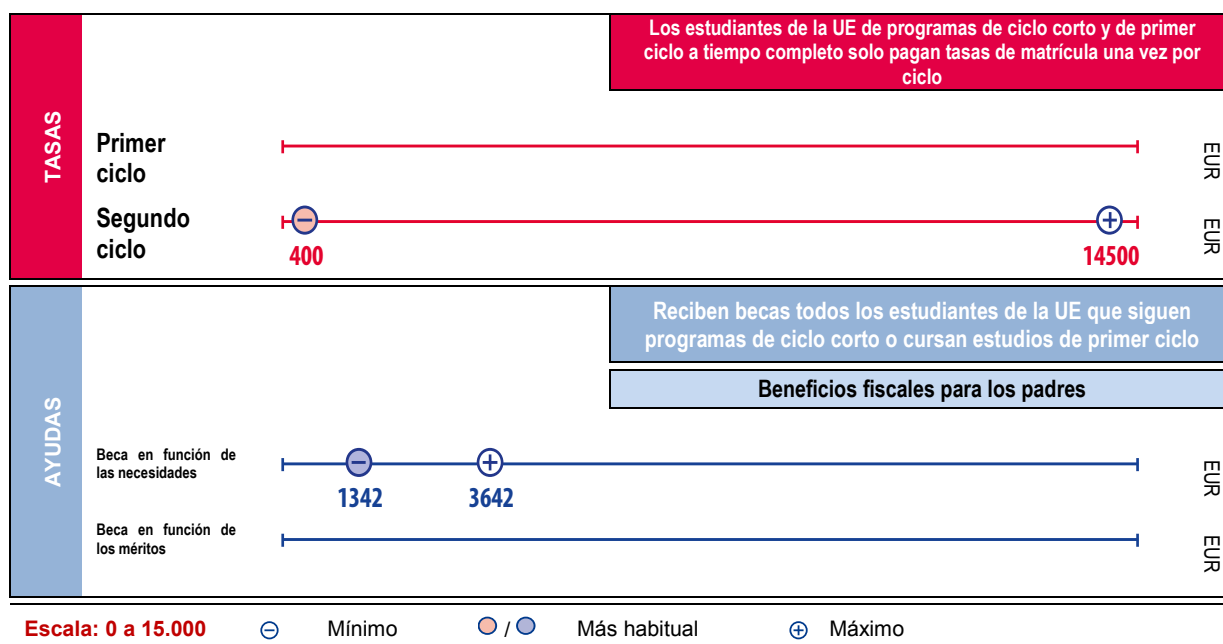 Los estudiantes de la UE de programas de ciclo corto y de primer
ciclo a tiempo completo solo pagan tasas de matrícula una vez por
ciclo
TASAS
Primer
ciclo
EUR
Segundo
ciclo
400
14500
EUR
Reciben becas todos los estudiantes de la UE que siguen
programas de ciclo corto o cursan estudios de primer ciclo
Beneficios fiscales para los padres
AYUDAS
Beca en función de
las necesidades
1342
3642
EUR
Beca en función de
los méritos
EUR
Escala: 0 a 15.000 Mínimo / Más habitual Máximo